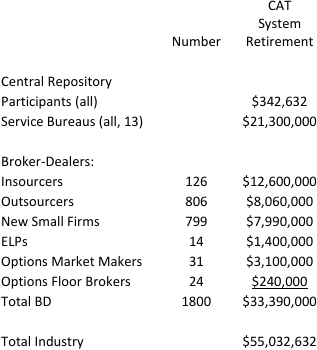 CAT
System
Number Retirement
Central Repository
Participants (all) $342,632
Service Bureaus (all, 13) $21,300,000
Broker-Dealers:
Insourcers 126 $12,600,000
Outsourcers 806 $8,060,000
New Small Firms 799 $7,990,000
ELPs 14 $1,400,000
Options Market Makers 31 $3,100,000
Options Floor Brokers 24 $240,000
Total BD 1800 $33,390,000
Total Industry $55,032,632